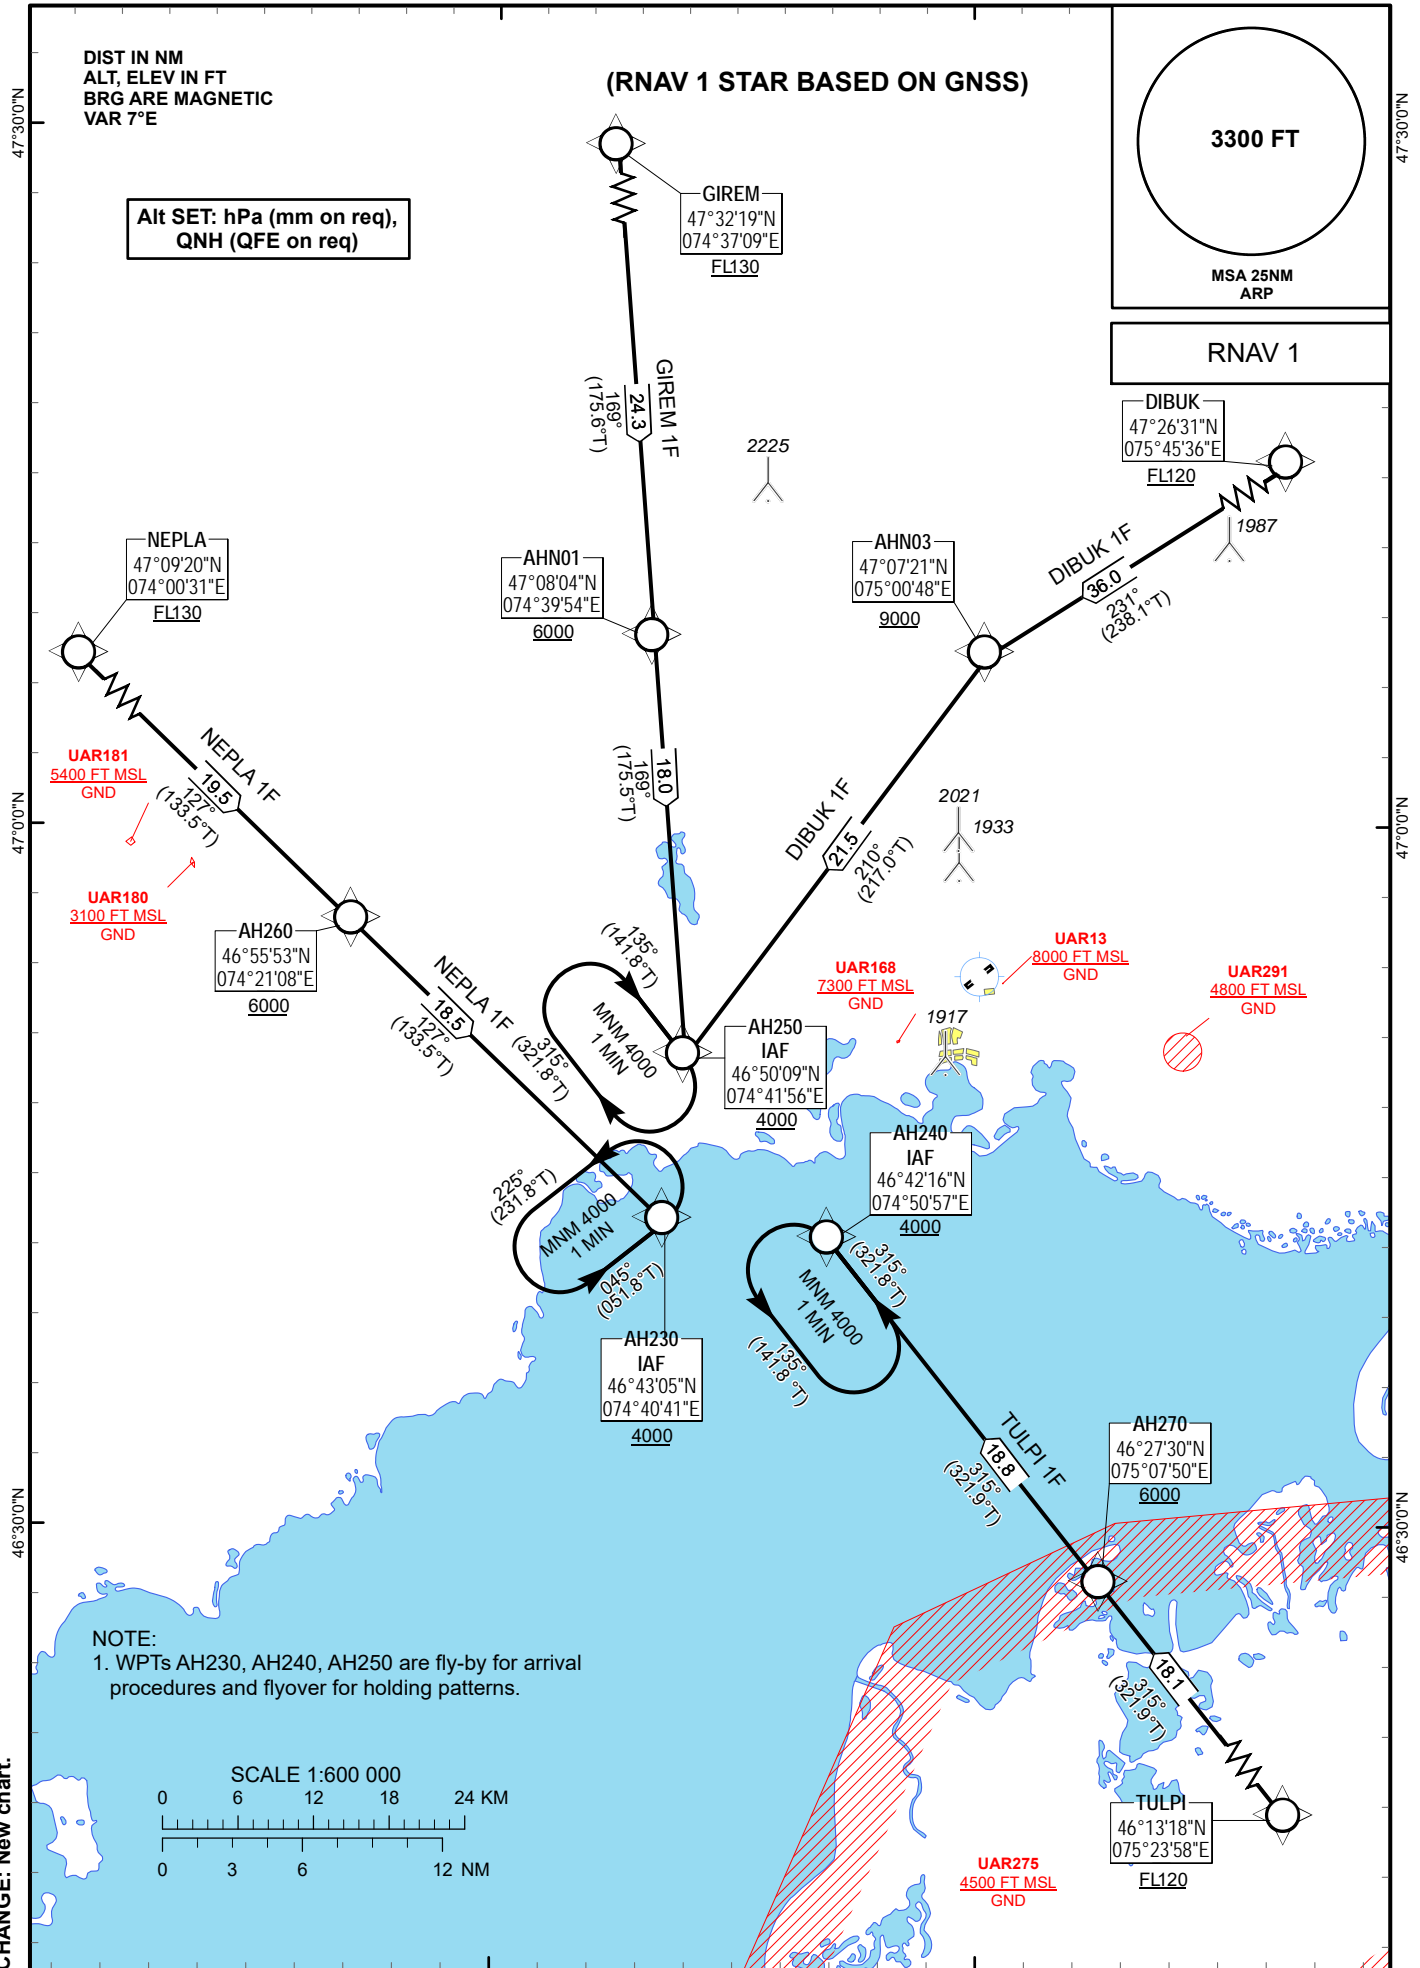 DIST IN NM
ALT, ELEV IN FT
BRG ARE MAGNETIC
VAR 7°E
(RNAV 1 STAR BASED ON GNSS)
3300 FT
MSA 25NM
ARP
RNAV 1
47°30'0"N
47°30'0"N
Alt SET: hPa (mm on req),
QNH (QFE on req)
GIREM
47°32'19"N
074°37'09"E
FL130
GIREM 1F
24.3
169°
(175.6°T)
2225
DIBUK
47°26'31"N
075°45'36"E
FL120
1987
DIBUK 1F
36.0
231°
(238.1°T)
NEPLA
47°09'20"N
074°00'31"E
FL130
AHN01
47°08'04"N
074°39'54"E
6000
AHN03
47°07'21"N
075°00'48"E
9000
NEPLA 1F
19.5
127°
(133.5°T)
18.0
169°
(175.5°T)
DIBUK 1F
21.5
210°
(217.0°T)
UAR181
5400 FT MSL
GND
UAR180
3100 FT MSL
GND
47°0'0"N
47°0'0"N
2021
1933
AH260
46°55'53"N
074°21'08"E
6000
NEPLA 1F
18.5
127°
(133.5°T)
135°
(141.8°T)
MNM 4000
1 MIN
315°
(321.8°T)
UAR168
7300 FT MSL
GND
UAR13
8000 FT MSL
GND
UAR291
4800 FT MSL
GND
1917
AH250
IAF
46°50'09"N
074°41'56"E
4000
AH240
IAF
46°42'16"N
074°50'57"E
4000
225°
(231.8°T)
MNM 4000
1 MIN
045°
(051.8°T)
315°
(321.8°T)
MNM 4000
1 MIN
135°
(141.8 °T)
AH230
IAF
46°43'05"N
074°40'41"E
4000
TULPI 1F
18.8
315°
(321.9°T)
AH270
46°27'30"N
075°07'50"E
6000
46°30'0"N
46°30'0"N
NOTE:
1. WPTs AH230, AH240, AH250 are fly-by for arrival
procedures and flyover for holding patterns.
18.1
315°
(321.9°T)
TULPI
46°13'18"N
075°23'58"E
FL120
UAR275
4500 FT MSL
GND
SCALE 1:600 000
0 6 12 18 24 KM
0 3 6 12 NM
CHANGE: New chart.